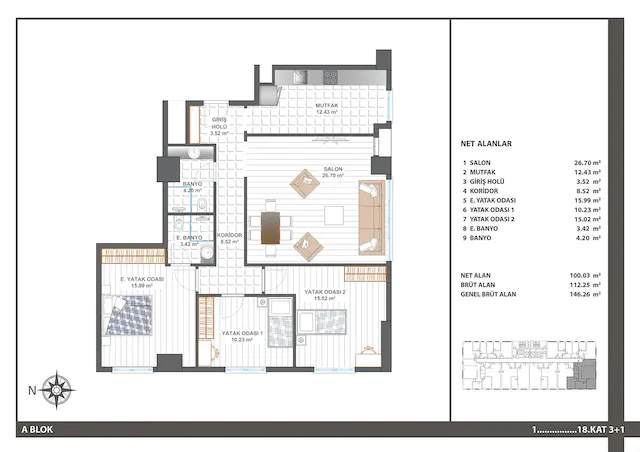 MUTFAK
12.43 m²
GİRİŞ
HOLÜ
3.52 m²
SALON
26.70 m²
BANYO
4.20 m²
E. BANYO
3.42 m²
KORİDOR
8.52 m²
E. YATAK ODASI
15.99 m²
YATAK ODASI 2
15.02 m²
YATAK ODASI 1
10.23 m²
NET ALANLAR
1 SALON 26.70 m²
2 MUTFAK 12.43 m²
3 GİRİŞ HOLÜ 3.52 m²
4 KORİDOR 8.52 m²
5 E. YATAK ODASI 15.99 m²
6 YATAK ODASI 1 10.23 m²
7 YATAK ODASI 2 15.02 m²
8 E. BANYO 3.42 m²
9 BANYO 4.20 m²
NET ALAN 100.03 m²
BRÜT ALAN 112.25 m²
GENEL BRÜT ALAN 146.26 m²
N
A BLOK
1................18.KAT 3+1